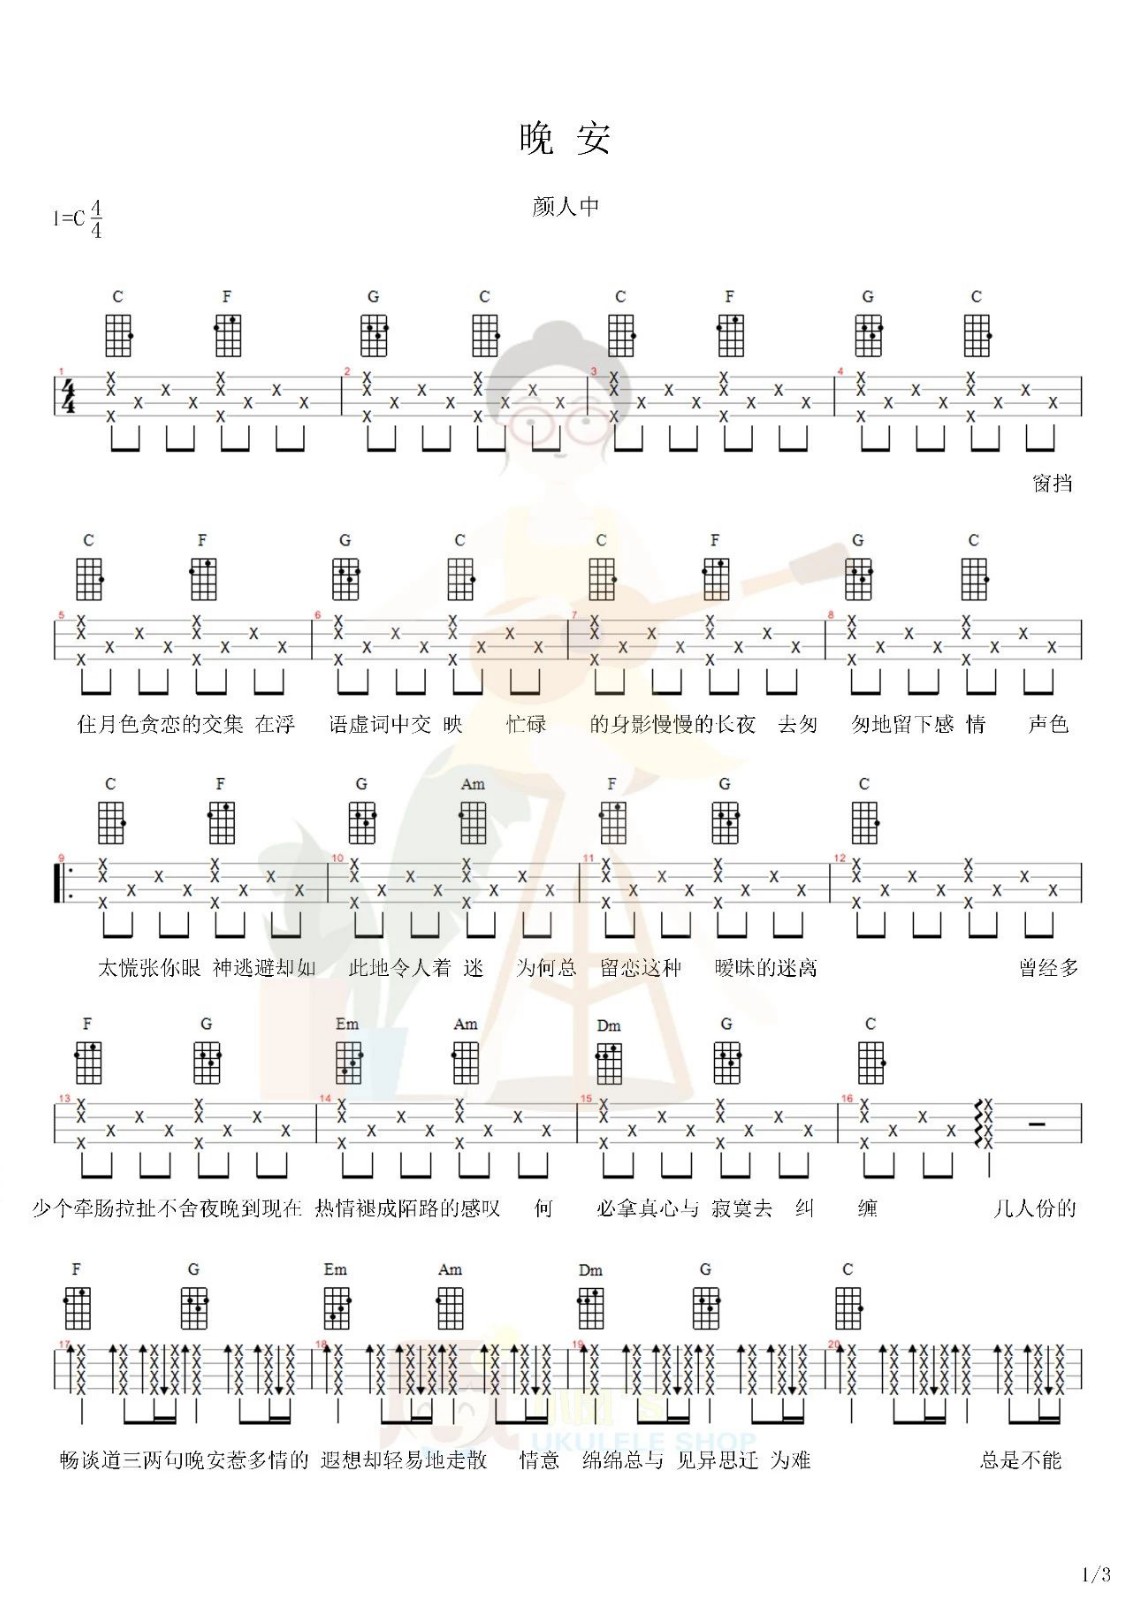 晚 安
颜人中
1=C 4/4
C F G C C F G C
1 2 3 4
窗挡
C F G C C F G C
5 6 7 8
住月色贪恋的交集 在浮 语虚词中交 映 忙碌 的身影慢慢的长夜 去匆 匆地留下感 情 声色
C F G Am F G C
9 10 11 12
太慌张你眼 神逃避却如 此地令人着 迷 为何总 留恋这种 暧昧的迷离 曾经多
F G Em Am Dm G C
13 14 15 16
少个牵肠拉扯不舍夜晚到现在 热情褪成陌路的感叹 何 必拿真心与 寂寞去 纠 缠 几人份的
F G Em Am Dm G C
17 18 19 20
畅谈道三两句晚安惹多情的 遐想却轻易地走散 情意 绵绵总与 见异思迁 为难 总是不能
UKULELE SHOP
1/3